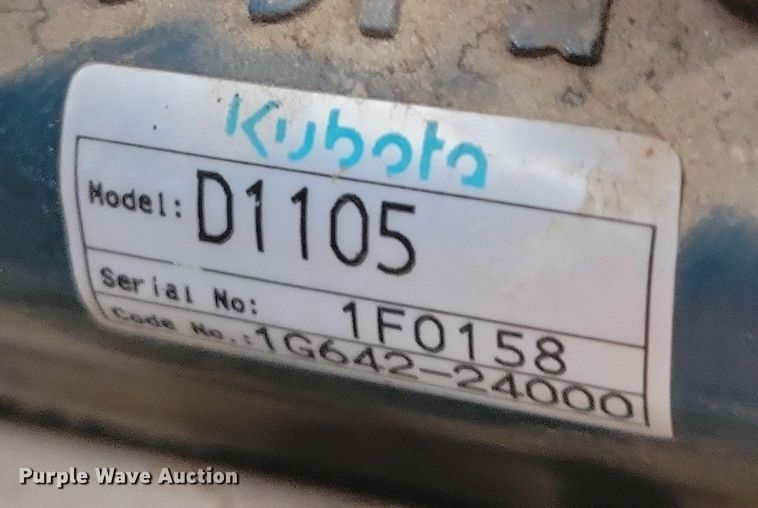 Kubota
Model: D1105
Serial No: 1F0158
Code No.: 1G642-24000
Purple Wave Auction